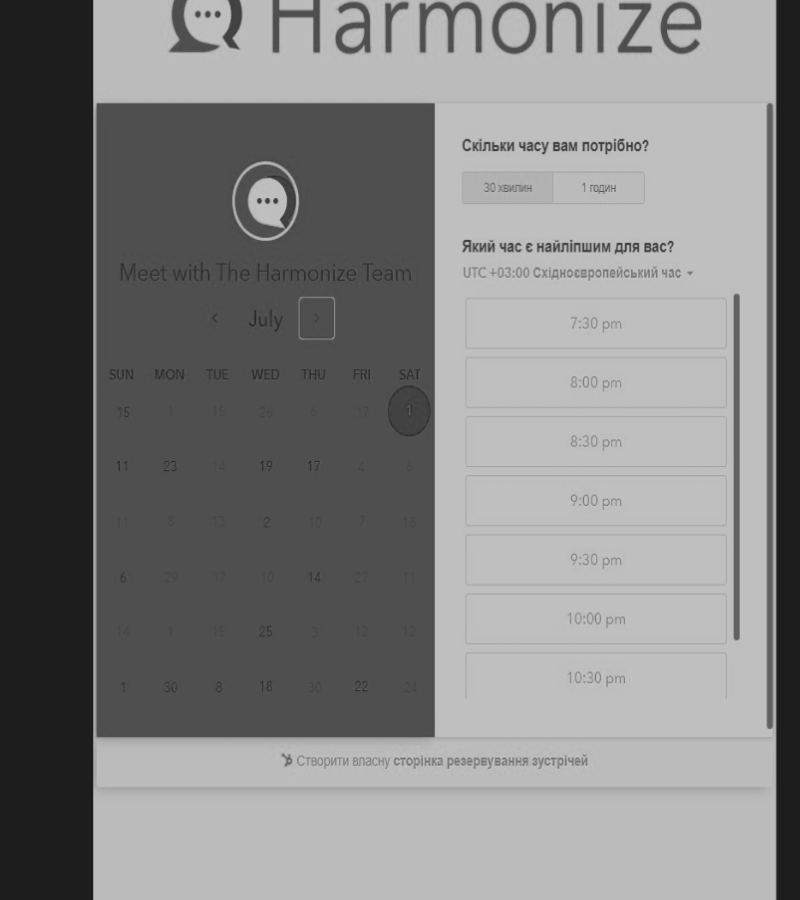 Harmonize
Meet with The Harmonize Team
July
SUN MON TUE WED THU FRI SAT
15 1 15 26 6 17 1
11 23 14 19 17 4 6
11 8 13 2 10 7 18
6 29 17 10 14 27 11
14 1 15 25 3 12 12
1 30 8 18 30 22 24
Скільки часу вам потрібно?
30 хвилин 1 годин
Який час є найліпшим для вас?
UTC +03:00 Східноєвропейський час
7:30 pm
8:00 pm
8:30 pm
9:00 pm
9:30 pm
10:00 pm
10:30 pm
Створити власну сторінка резервування зустрічей